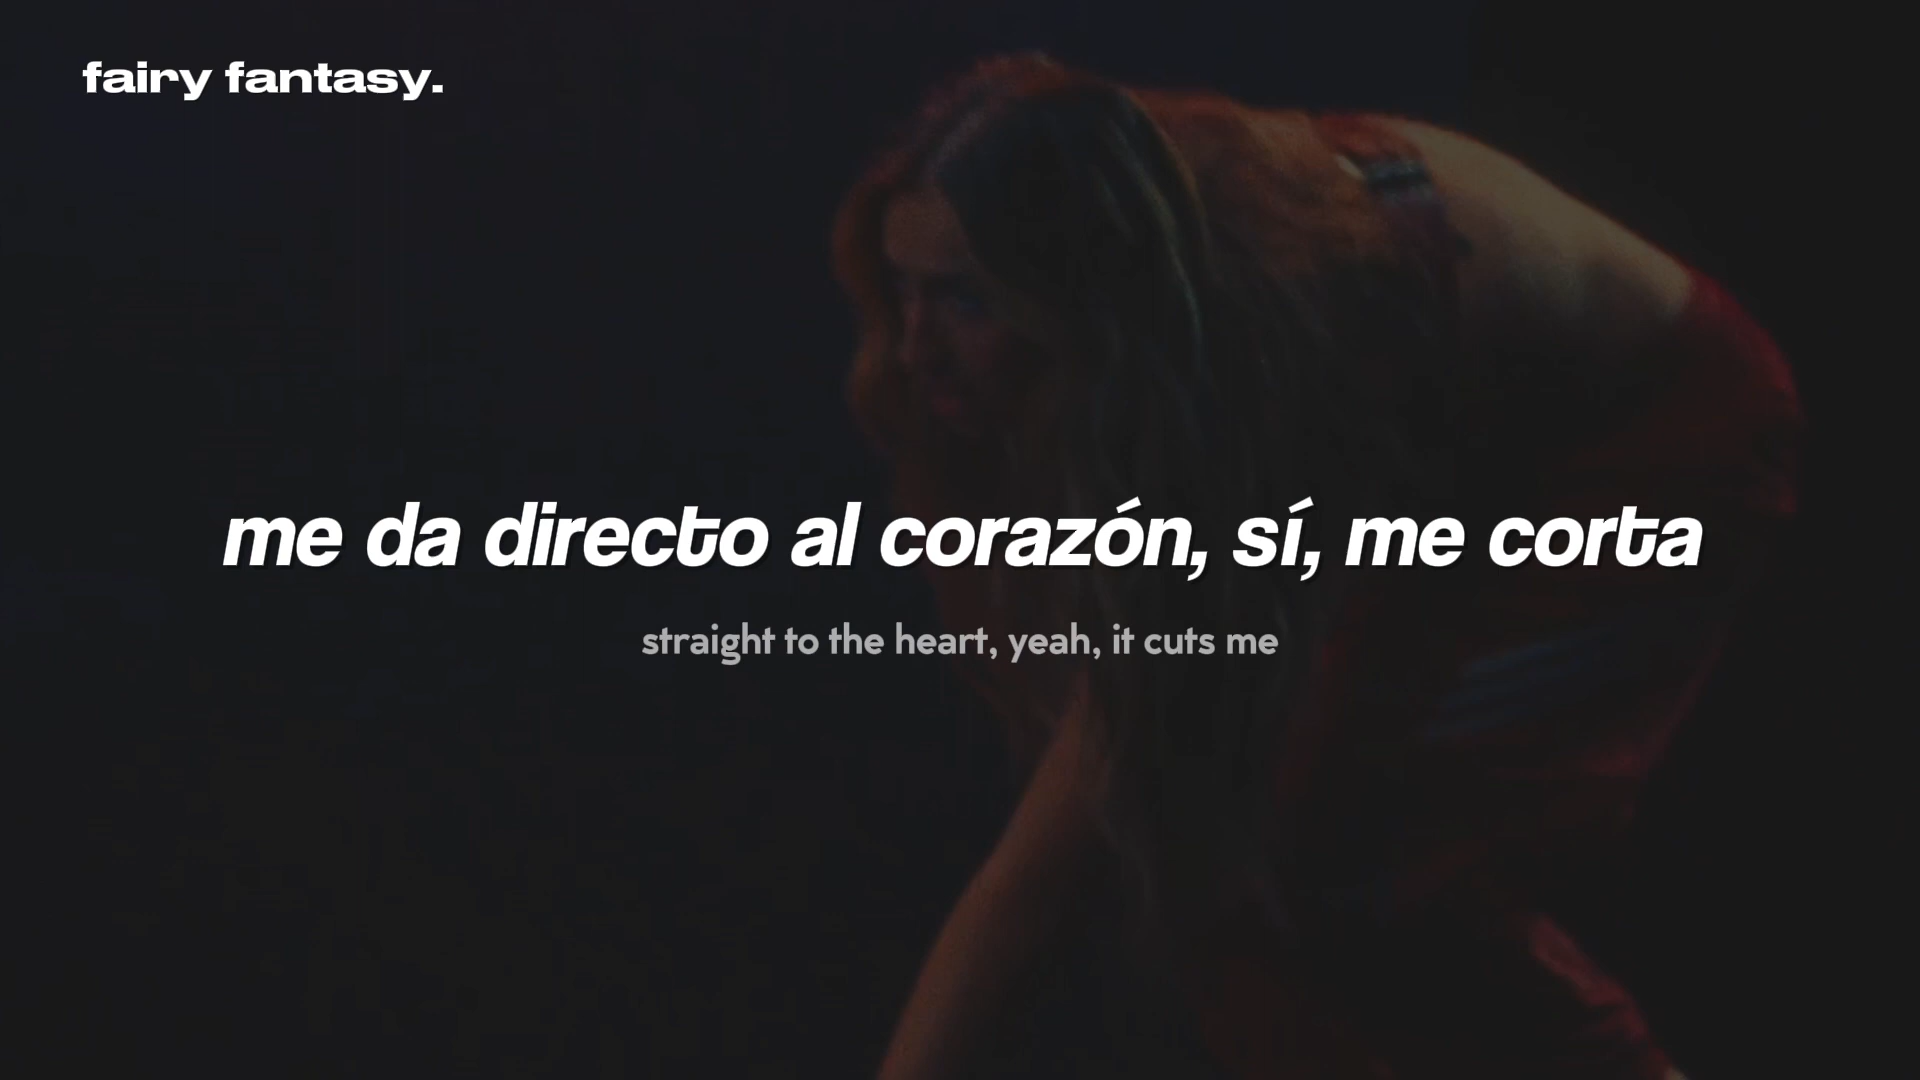 fairy fantasy.
me da directo al corazón, sí, me corta
straight to the heart, yeah, it cuts me